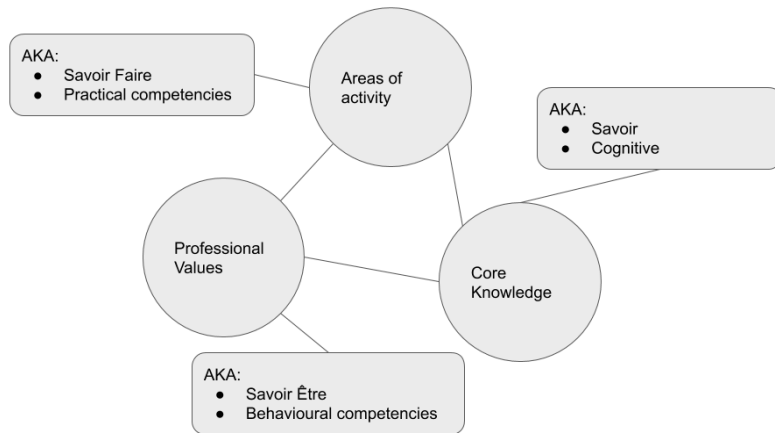 AKA:
● Savoir Faire
● Practical competencies
Areas of
activity
AKA:
● Savoir
● Cognitive
Professional
Values
Core
Knowledge
AKA:
● Savoir Être
● Behavioural competencies